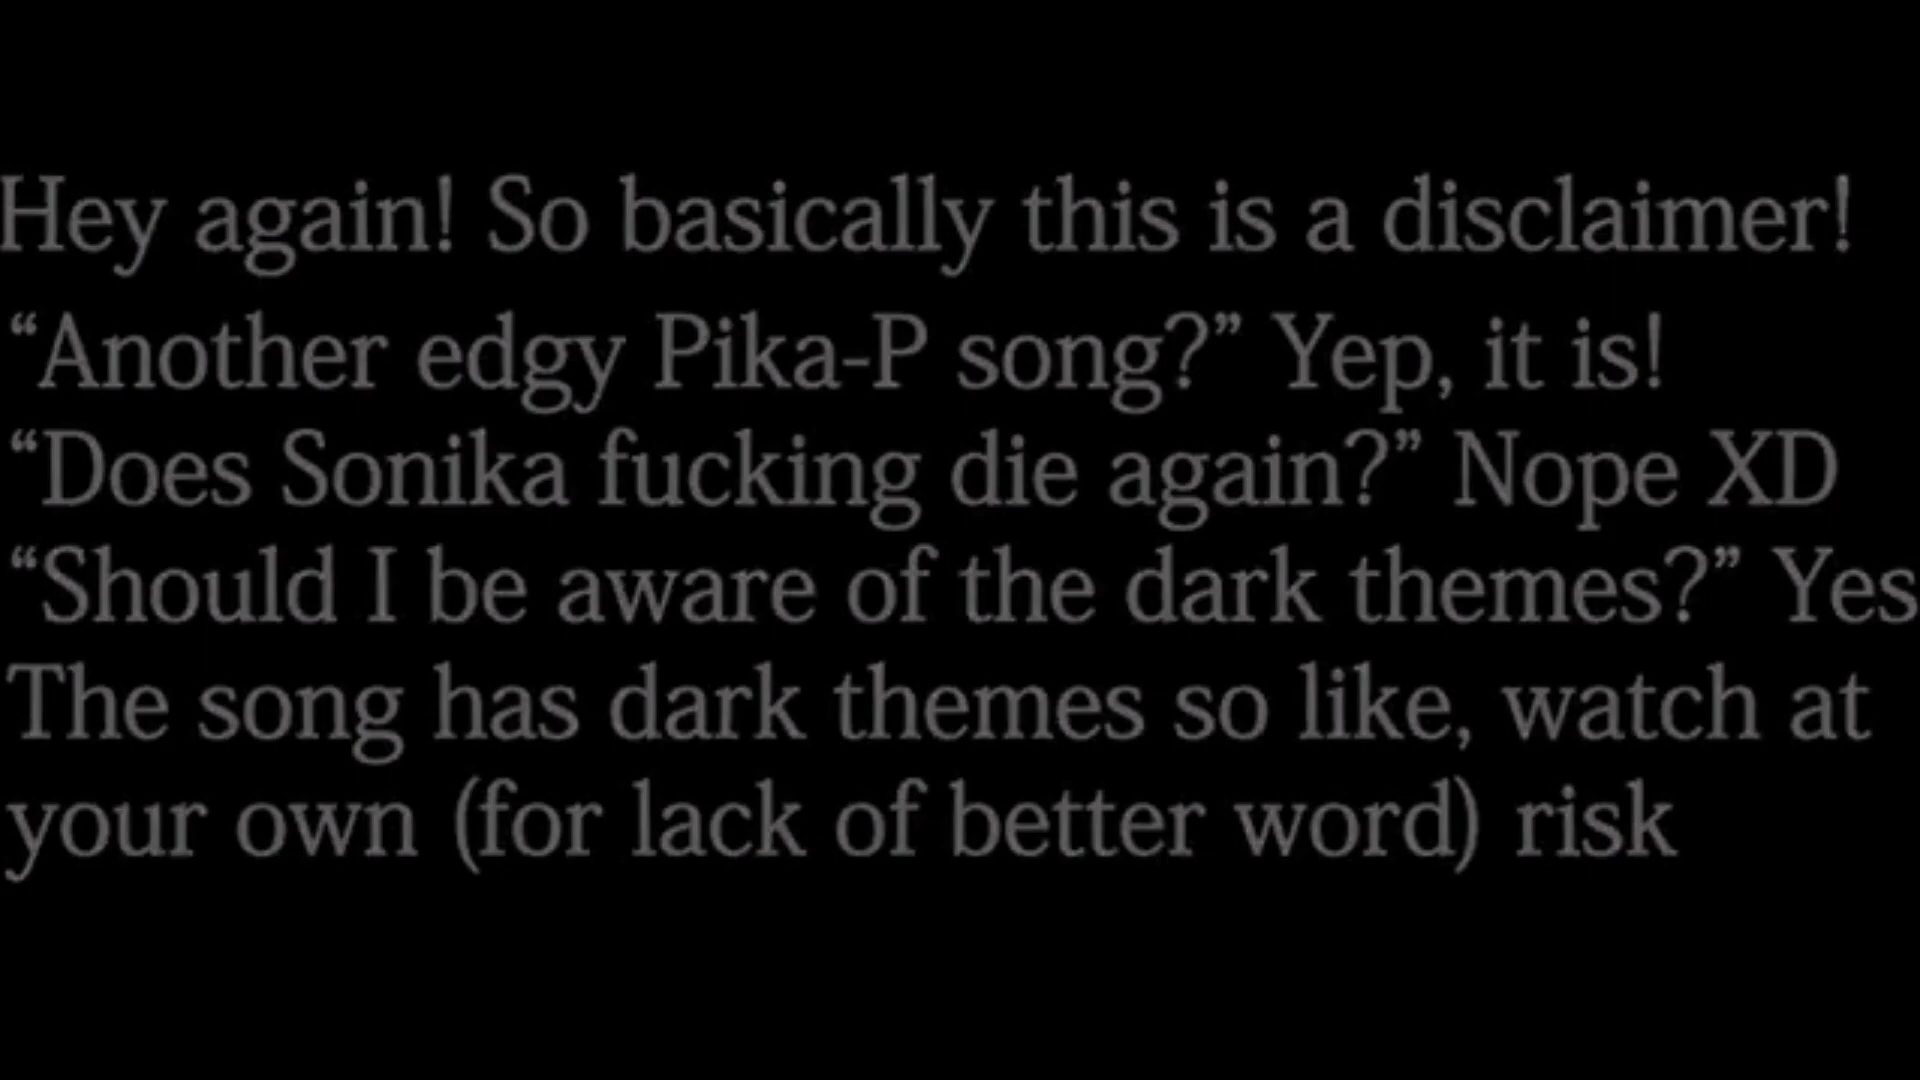 Hey again! So basically this is a disclaimer!
“Another edgy Pika-P song?” Yep, it is!
“Does Sonika fucking die again?” Nope XD
“Should I be aware of the dark themes?” Yes
The song has dark themes so like, watch at
your own (for lack of better word) risk